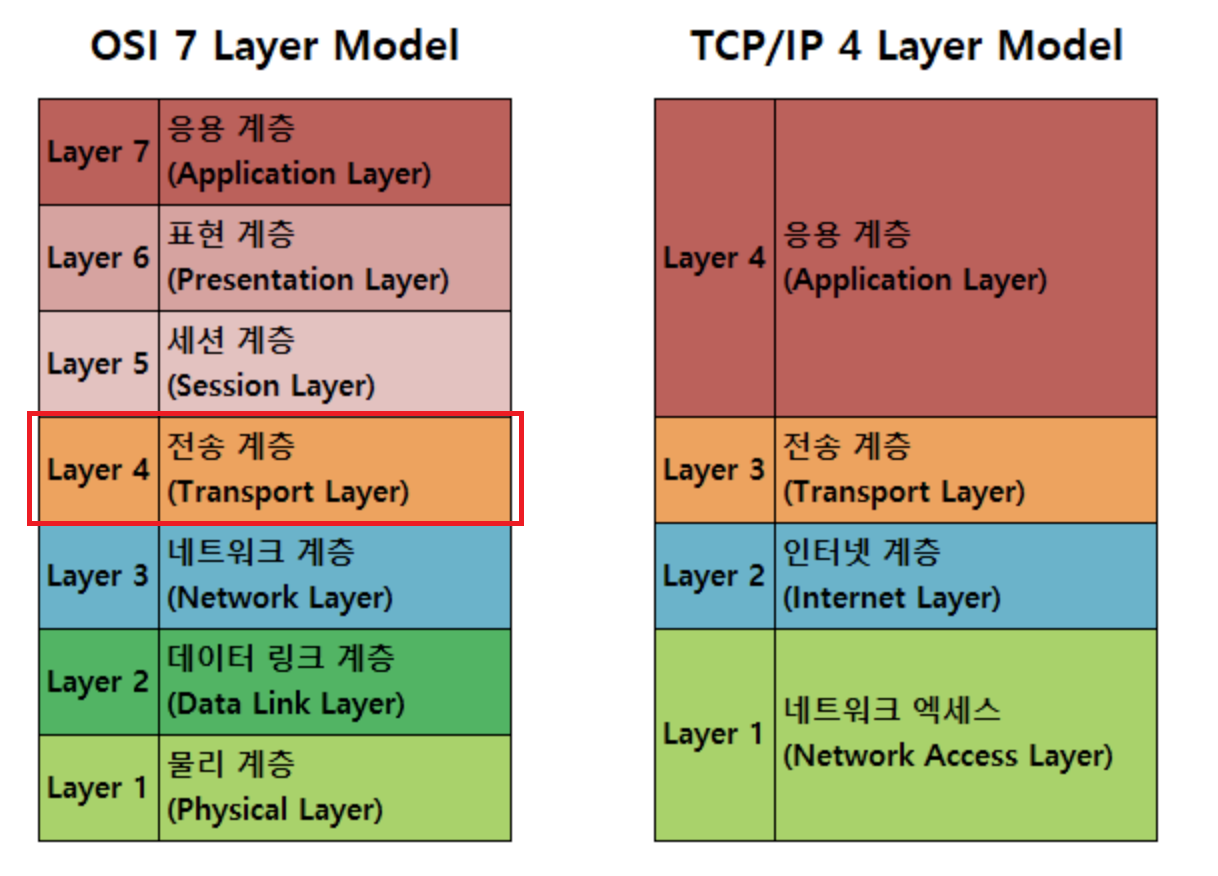 OSI 7 Layer Model
Layer 7
응용 계층
(Application Layer)
Layer 6
표현 계층
(Presentation Layer)
Layer 5
세션 계층
(Session Layer)
Layer 4
전송 계층
(Transport Layer)
Layer 3
네트워크 계층
(Network Layer)
Layer 2
데이터 링크 계층
(Data Link Layer)
Layer 1
물리 계층
(Physical Layer)
TCP/IP 4 Layer Model
Layer 4
응용 계층
(Application Layer)
Layer 3
전송 계층
(Transport Layer)
Layer 2
인터넷 계층
(Internet Layer)
Layer 1
네트워크 엑세스
(Network Access Layer)